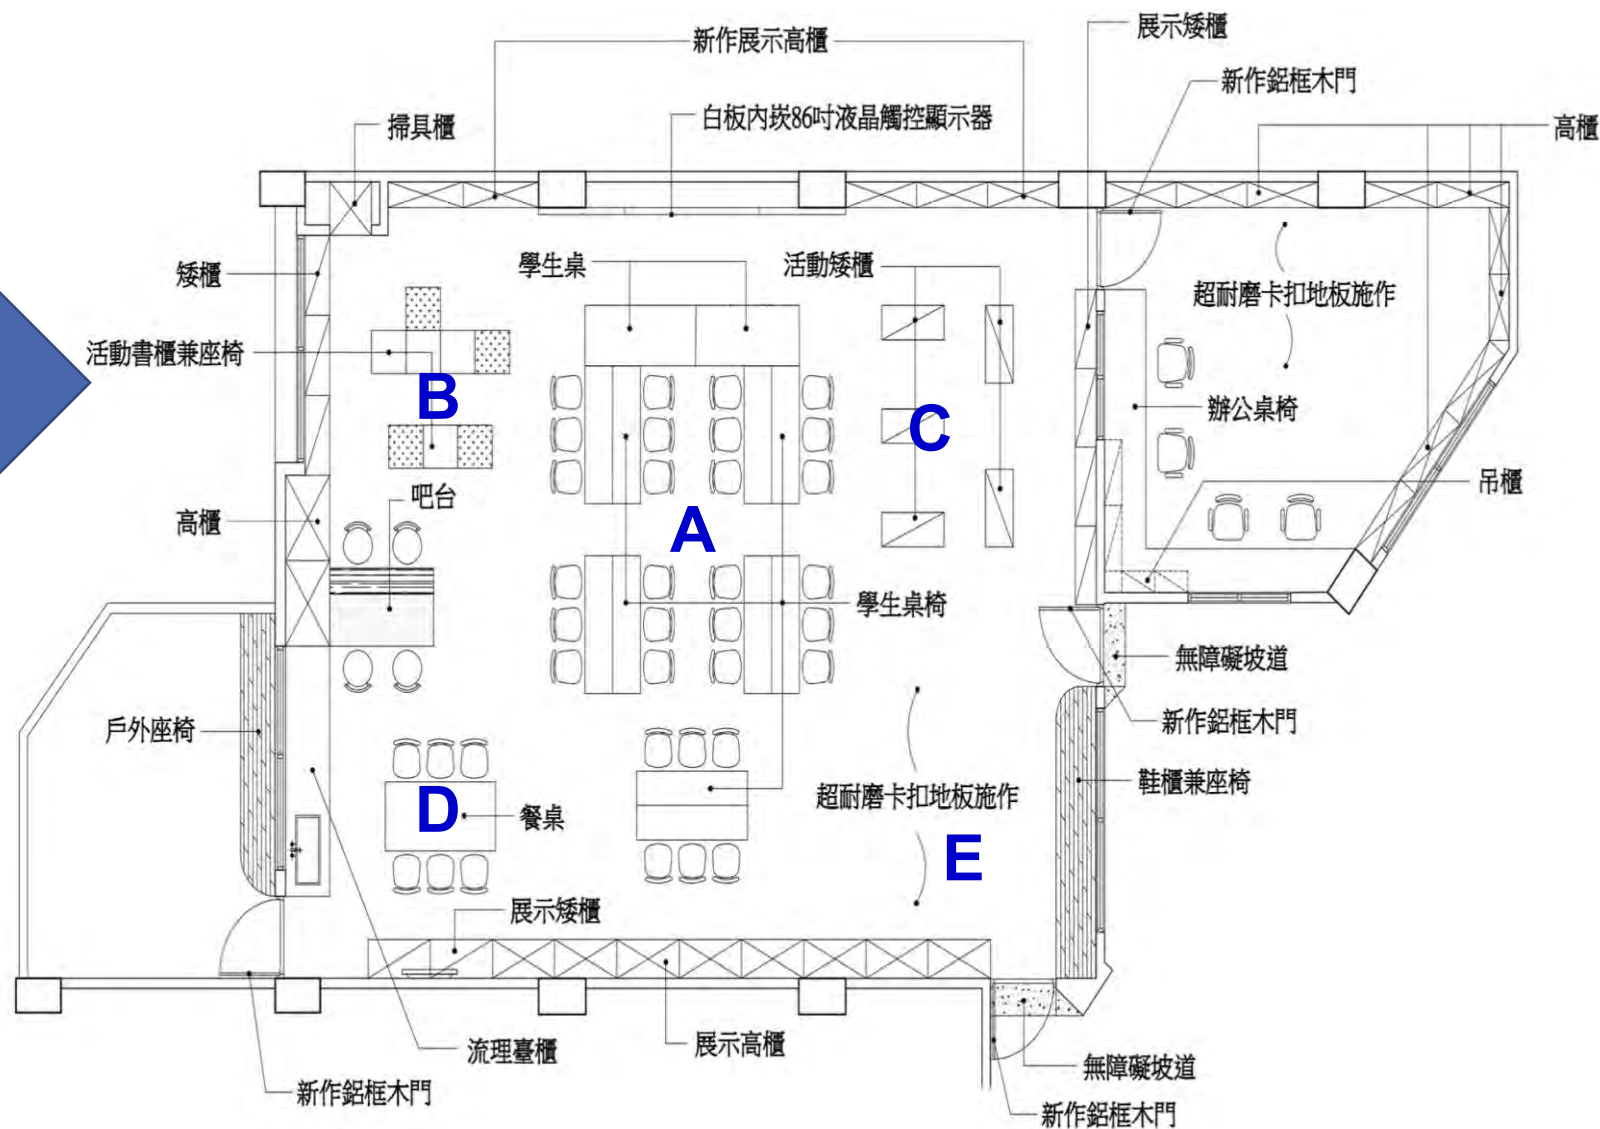 展示矮櫃
新作展示高櫃
新作鋁框木門
白板內崁86吋液晶觸控顯示器
掃具櫃
高櫃
學生桌
活動矮櫃
矮櫃
超耐磨卡扣地板施作
活動書櫃兼座椅
B
C
辦公桌椅
吊櫃
吧台
高櫃
A
學生桌椅
無障礙坡道
戶外座椅
新作鋁框木門
鞋櫃兼座椅
超耐磨卡扣地板施作
D
餐桌
E
展示矮櫃
流理臺櫃
展示高櫃
無障礙坡道
新作鋁框木門
新作鋁框木門